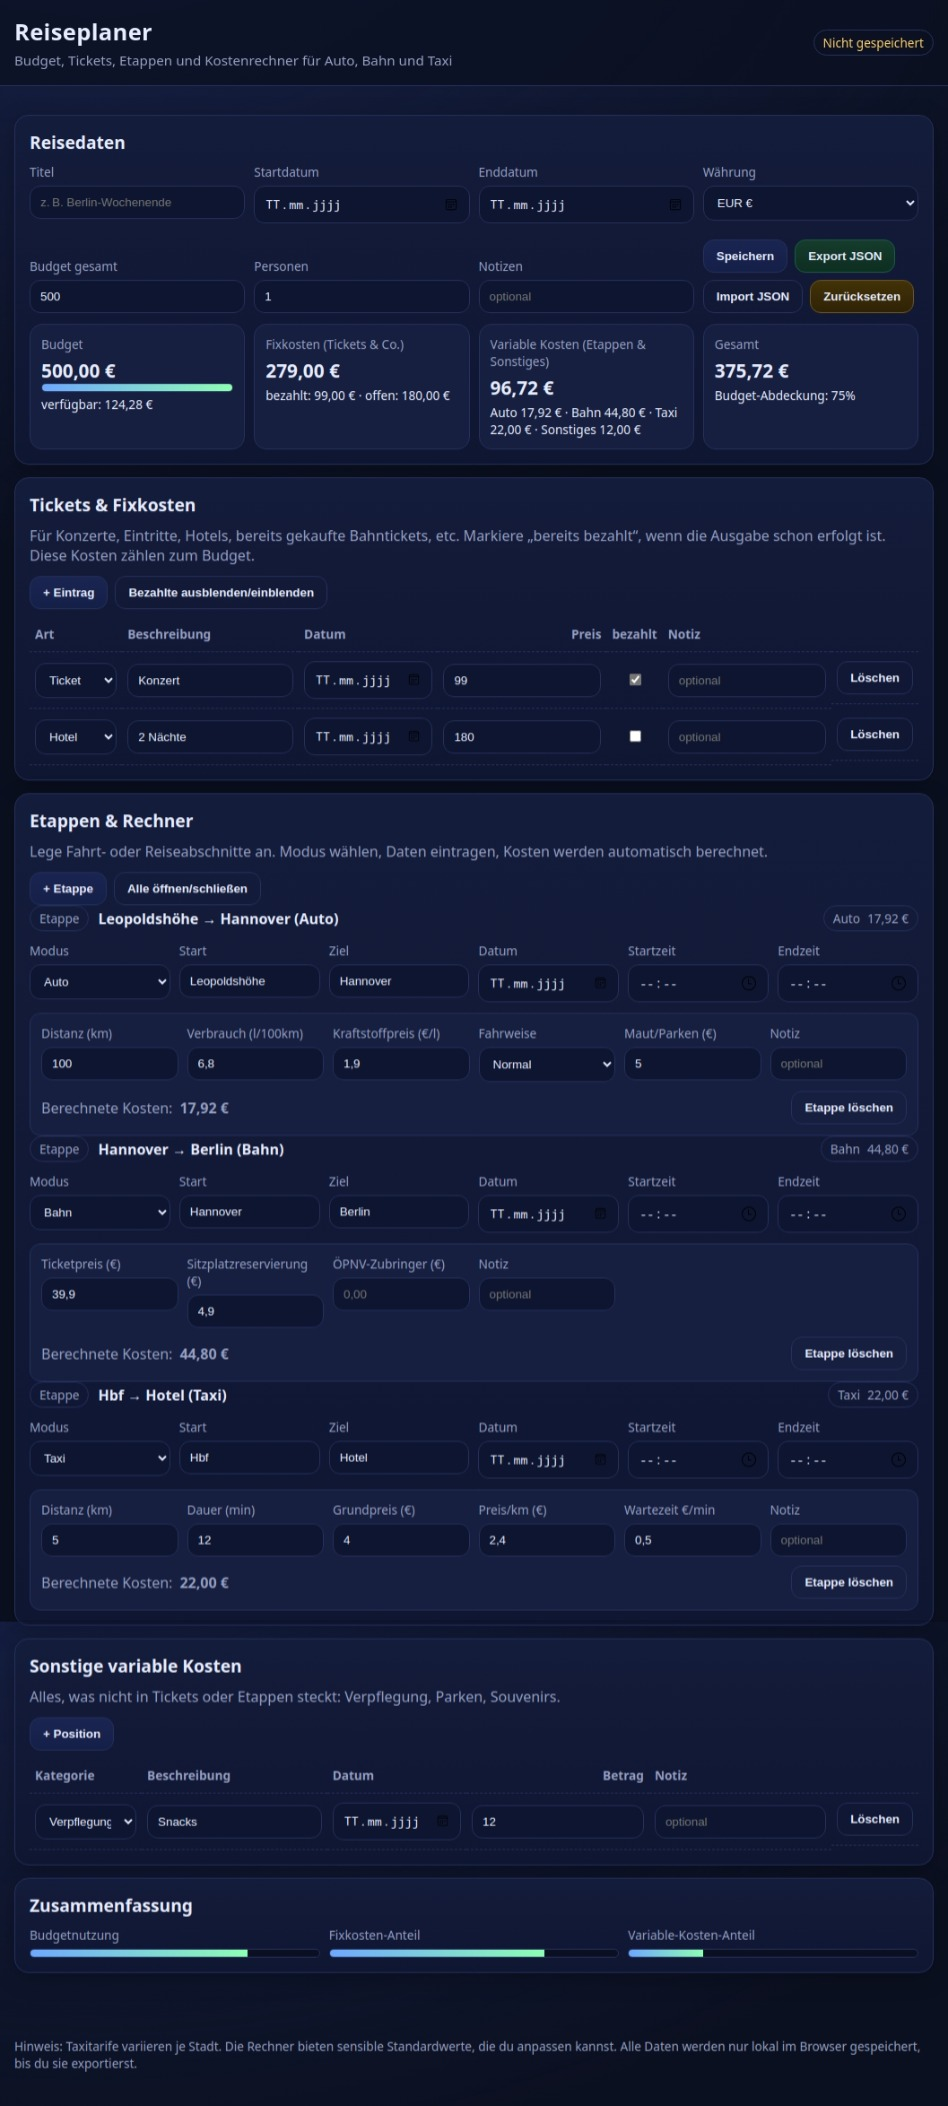 Reiseplaner
Budget, Tickets, Etappen und Kostenrechner für Auto, Bahn und Taxi
Nicht gespeichert
Reisedaten
Titel Startdatum Enddatum Währung
z. B. Berlin-Wochenende TT.mm.jjjj TT.mm.jjjj EUR €
Speichern Export JSON
Budget gesamt Personen Notizen
500 1 optional Import JSON Zurücksetzen
Budget
500,00 €
verfügbar: 124,28 €
Fixkosten (Tickets & Co.)
279,00 €
bezahlt: 99,00 € · offen: 180,00 €
Variable Kosten (Etappen &
Sonstiges)
96,72 €
Auto 17,92 € · Bahn 44,80 € · Taxi
22,00 € · Sonstiges 12,00 €
Gesamt
375,72 €
Budget-Abdeckung: 75%
Tickets & Fixkosten
Für Konzerte, Eintritte, Hotels, bereits gekaufte Bahntickets, etc. Markiere „bereits bezahlt“, wenn die Ausgabe schon erfolgt ist.
Diese Kosten zählen zum Budget.
+ Eintrag Bezahlte ausblenden/einblenden
Art Beschreibung Datum Preis bezahlt Notiz
Ticket Konzert TT.mm.jjjj 99 optional Löschen
Hotel 2 Nächte TT.mm.jjjj 180 optional Löschen
Etappen & Rechner
Lege Fahrt- oder Reiseabschnitte an. Modus wählen, Daten eintragen, Kosten werden automatisch berechnet.
+ Etappe Alle öffnen/schließen
Etappe Leopoldshöhe → Hannover (Auto) Auto 17,92 €
Modus Start Ziel Datum Startzeit Endzeit
Auto Leopoldshöhe Hannover TT.mm.jjjj --:-- --:--
Distanz (km) Verbrauch (l/100km) Kraftstoffpreis (€/l) Fahrweise Maut/Parken (€) Notiz
100 6,8 1,9 Normal 5 optional
Berechnete Kosten: 17,92 € Etappe löschen
Etappe Hannover → Berlin (Bahn) Bahn 44,80 €
Modus Start Ziel Datum Startzeit Endzeit
Bahn Hannover Berlin TT.mm.jjjj --:-- --:--
Ticketpreis (€) Sitzplatzreservierung (€) ÖPNV-Zubringer (€) Notiz
39,9 4,9 0,00 optional
Berechnete Kosten: 44,80 € Etappe löschen
Etappe Hbf → Hotel (Taxi) Taxi 22,00 €
Modus Start Ziel Datum Startzeit Endzeit
Taxi Hbf Hotel TT.mm.jjjj --:-- --:--
Distanz (km) Dauer (min) Grundpreis (€) Preis/km (€) Wartezeit €/min Notiz
5 12 4 2,4 0,5 optional
Berechnete Kosten: 22,00 € Etappe löschen
Sonstige variable Kosten
Alles, was nicht in Tickets oder Etappen steckt: Verpflegung, Parken, Souvenirs.
+ Position
Kategorie Beschreibung Datum Betrag Notiz
Verpflegung Snacks TT.mm.jjjj 12 optional Löschen
Zusammenfassung
Budgetnutzung Fixkosten-Anteil Variable-Kosten-Anteil
Hinweis: Taxitarife variieren je Stadt. Die Rechner bieten sensible Standardwerte, die du anpassen kannst. Alle Daten werden nur lokal im Browser gespeichert,
bis du sie exportierst.